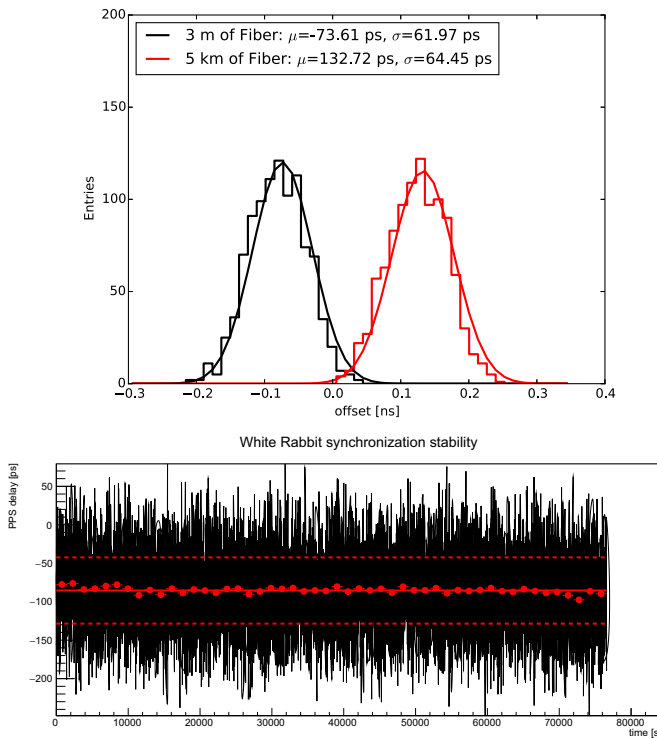 200
3 m of Fiber: μ=-73.61 ps, σ=61.97 ps
5 km of Fiber: μ=132.72 ps, σ=64.45 ps
150
100
50
0
Entries
−0.3 −0.2 −0.1 0.0 0.1 0.2 0.3 0.4
offset [ns]
White Rabbit synchronization stability
PPS delay [ps]
50
0
−50
−100
−150
−200
0 10000 20000 30000 40000 50000 60000 70000 80000
time [s